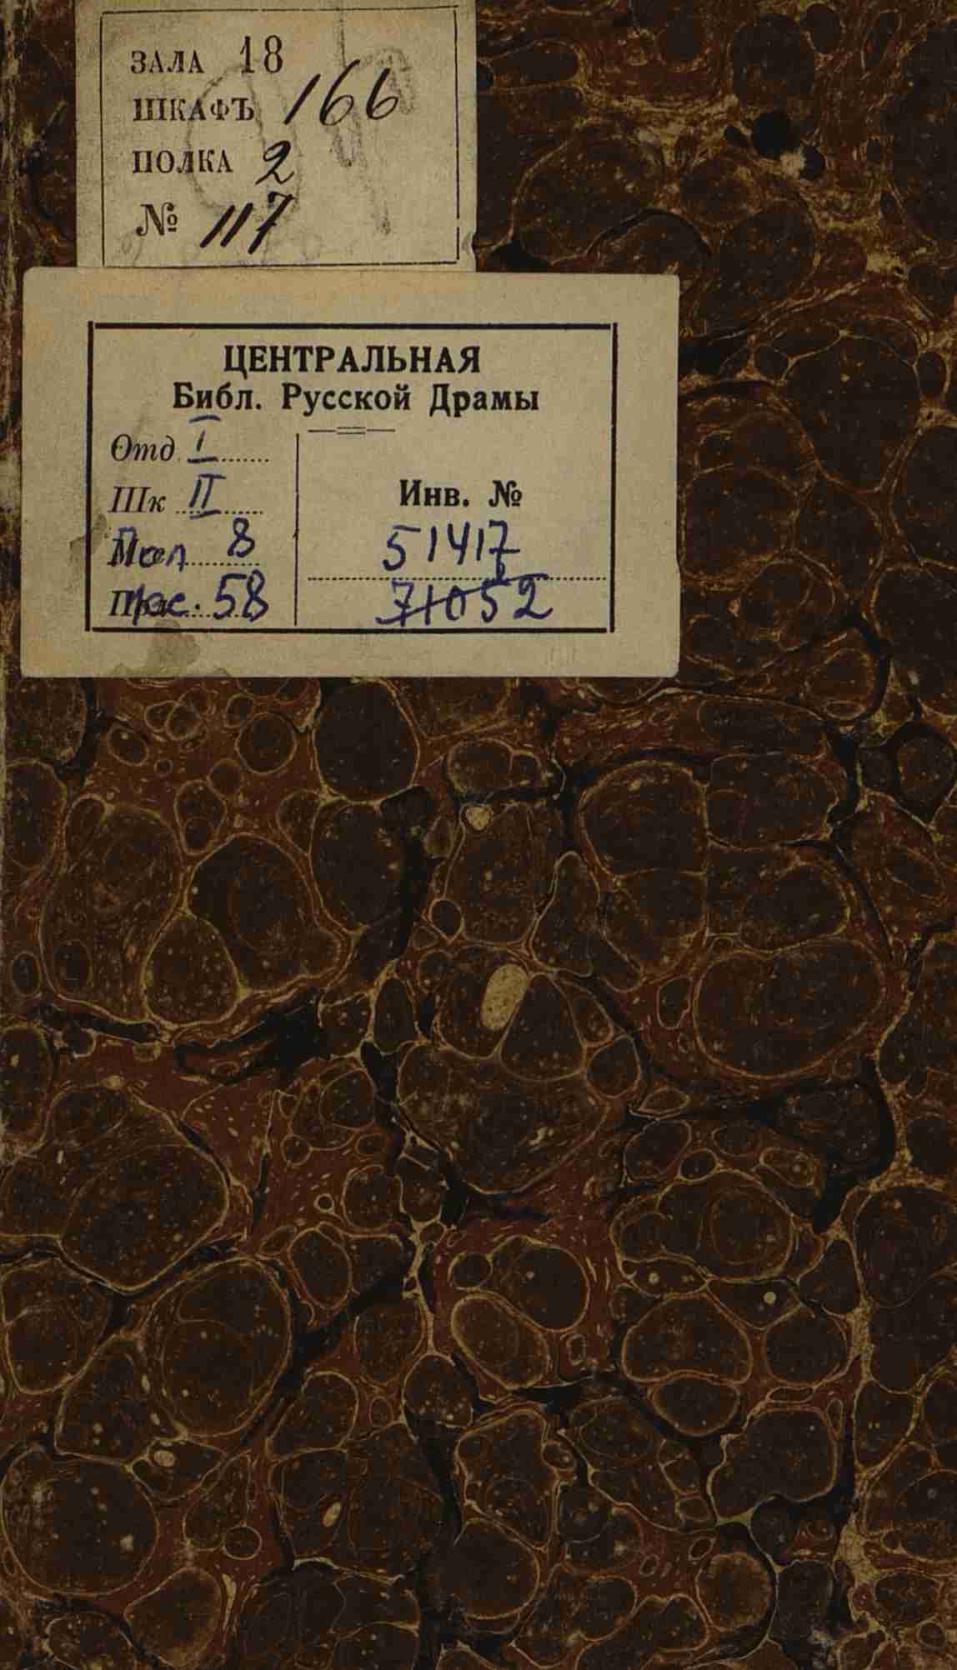 ЗАЛА 18
ШКАФЪ 166
ПОЛКА 2
№ 117
ЦЕНТРАЛЬНАЯ
Библ. Русской Драмы
Отд. I
Шк II
Пол 8
58
Инв. №
51417
71052